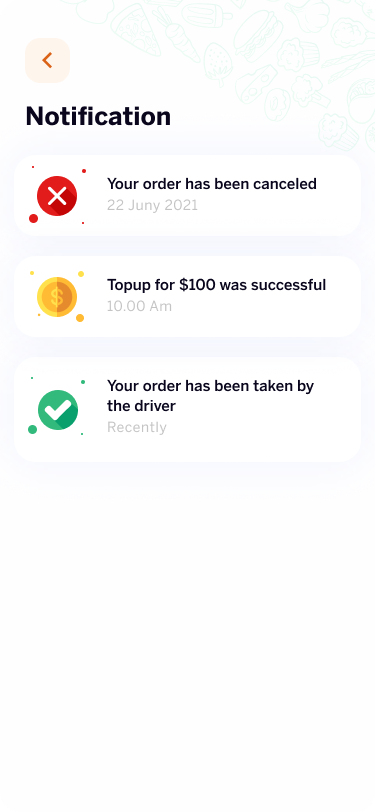 Notification
Your order has been canceled
22 Juny 2021
Topup for $100 was successful
10.00 Am
Your order has been taken by
the driver
Recently